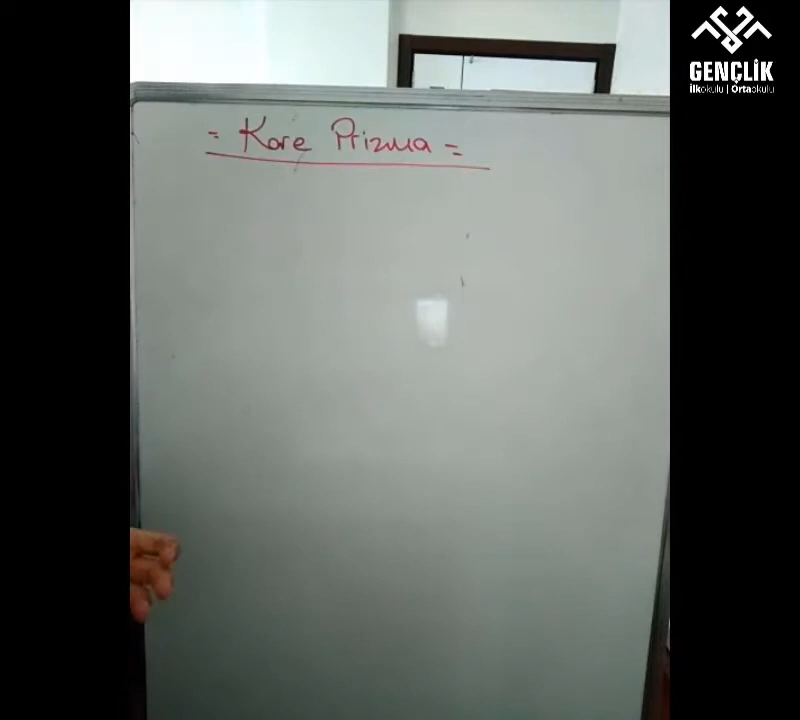 = Kare Prizma =
GENÇLİK
İlkokulu | Ortaokulu